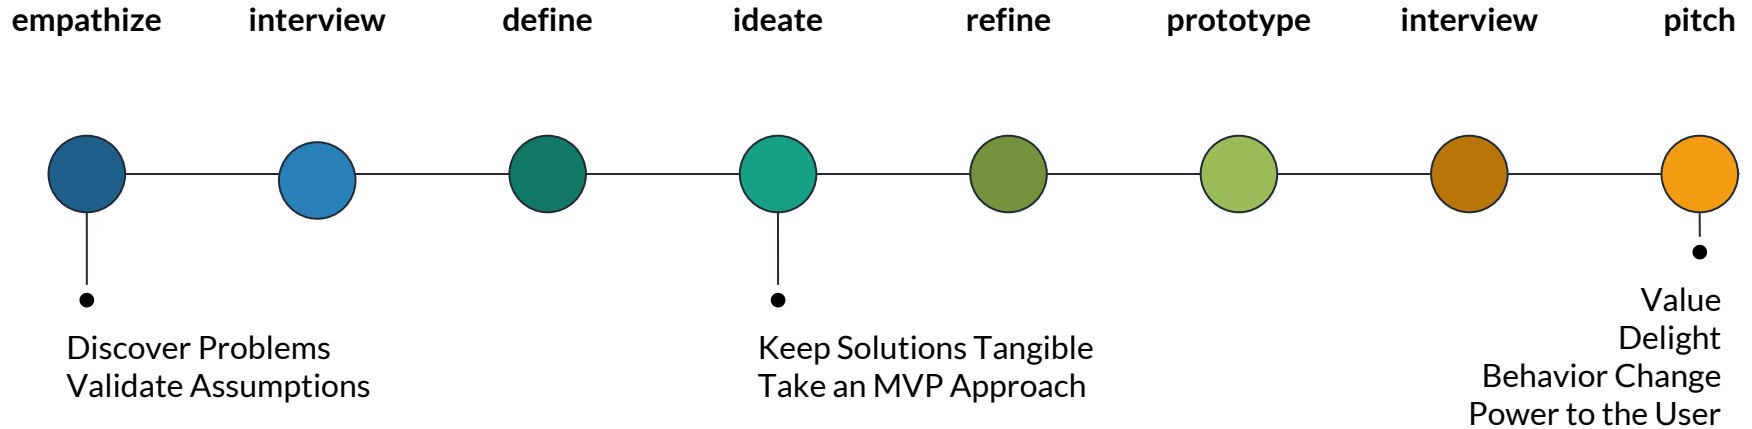 empathize
interview
define
ideate
refine
prototype
interview
pitch
Discover Problems
Validate Assumptions
Keep Solutions Tangible
Take an MVP Approach
Value
Delight
Behavior Change
Power to the User